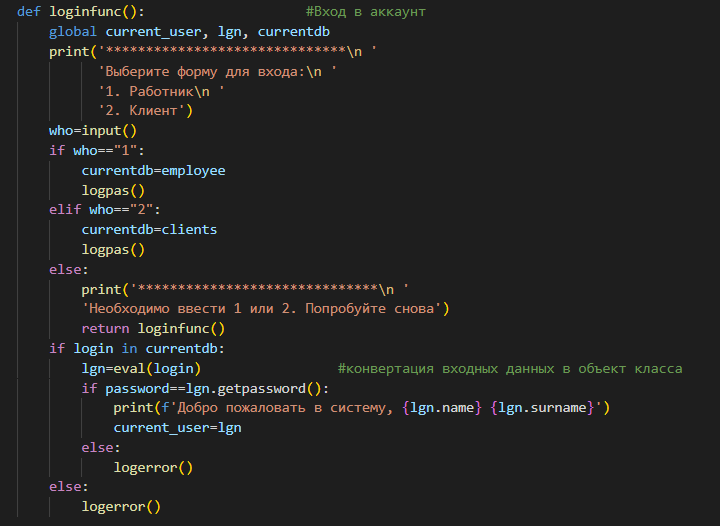 def loginfunc():                    #Вход в аккаунт
    global current_user, lgn, currentdb
    print('******************************\n '
          'Выберите форму для входа:\n '
          '1. Работник\n '
          '2. Клиент')
    who=input()
    if who=="1":
        currentdb=employee
        logpas()
    elif who=="2":
        currentdb=clients
        logpas()
    else:
        print('******************************\n '
        'Необходимо ввести 1 или 2. Попробуйте снова')
        return loginfunc()
    if login in currentdb:
        lgn=eval(login)                 #конвертация входных данных в объект класса
        if password==lgn.getpassword():
            print(f'Добро пожаловать в систему, {lgn.name} {lgn.surname}')
            current_user=lgn
        else:
            logerror()
    else:
        logerror()